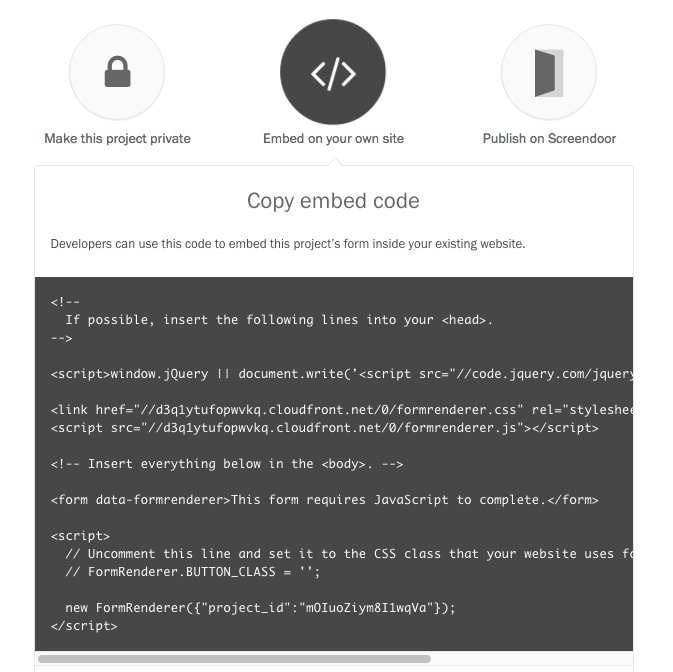 Make this project private
Embed on your own site
Publish on Screendoor
Copy embed code
Developers can use this code to embed this project's form inside your existing website.
<!--
  If possible, insert the following lines into your <head>.
-->
<script>window.jQuery || document.write('<script src="//code.jquery.com/jquery
<link href="//d3q1ytufopwvkq.cloudfront.net/0/formrenderer.css" rel="styleshee
<script src="//d3q1ytufopwvkq.cloudfront.net/0/formrenderer.js"></script>
<!-- Insert everything below in the <body>. -->
<form data-formrenderer>This form requires JavaScript to complete.</form>
<script>
  // Uncomment this line and set it to the CSS class that your website uses fo
  // FormRenderer.BUTTON_CLASS = '';
  new FormRenderer({"project_id":"mOIuoZiym8I1wqVa"});
</script>